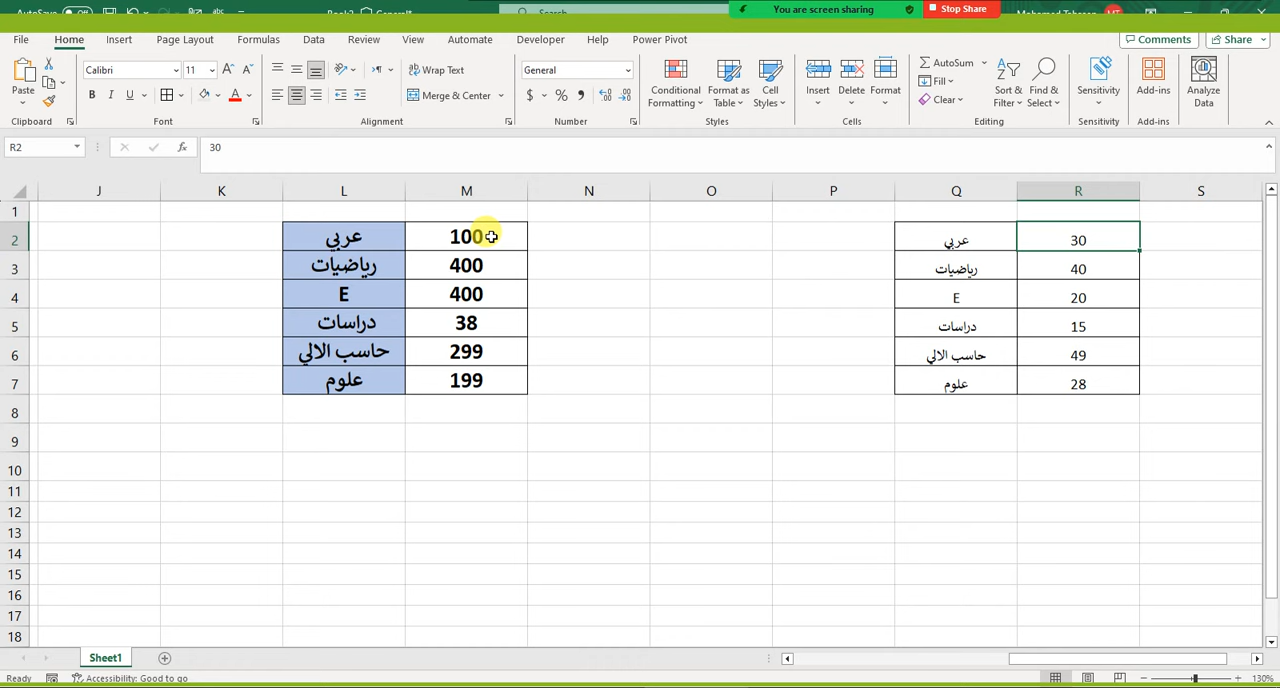 You are screen sharing
Stop Share
File Home Insert Page Layout Formulas Data Review View Automate Developer Help Power Pivot
Comments
Share
Paste
Calibri 11
B I U
Wrap Text
Merge & Center
General
$ %
Conditional Formatting
Format as Table
Cell Styles
Insert Delete Format
AutoSum
Fill
Clear
Sort & Filter
Find & Select
Sensitivity
Add-ins
Analyze Data
Clipboard Font Alignment Number Styles Cells Editing Sensitivity Add-ins
R2 fx 30
J K L M N O P Q R S
1
2 عربي 100 عربي 30
3 رياضيات 400 رياضيات 40
4 E 400 E 20
5 دراسات 38 دراسات 15
6 حاسب الالي 299 حاسب الالي 49
7 علوم 199 علوم 28
8
9
10
11
12
13
14
15
16
17
18
Sheet1
Ready Accessibility: Good to go 130%